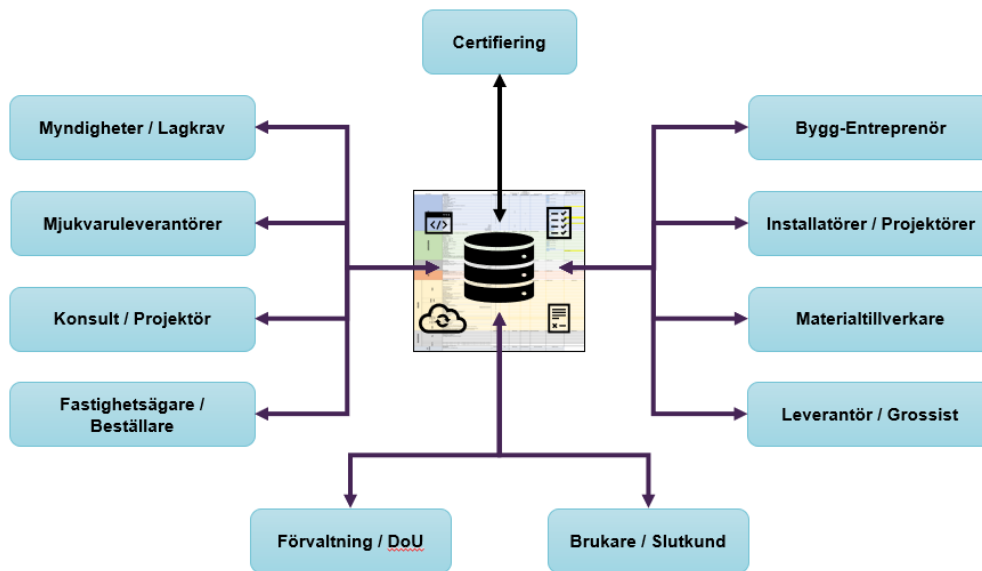 Certifiering
Myndigheter / Lagkrav
Bygg-Entreprenör
Mjukvaruleverantörer
Installatörer / Projektörer
Konsult / Projektör
Materialtillverkare
Fastighetsägare /
Beställare
Leverantör / Grossist
Förvaltning / DoU
Brukare / Slutkund